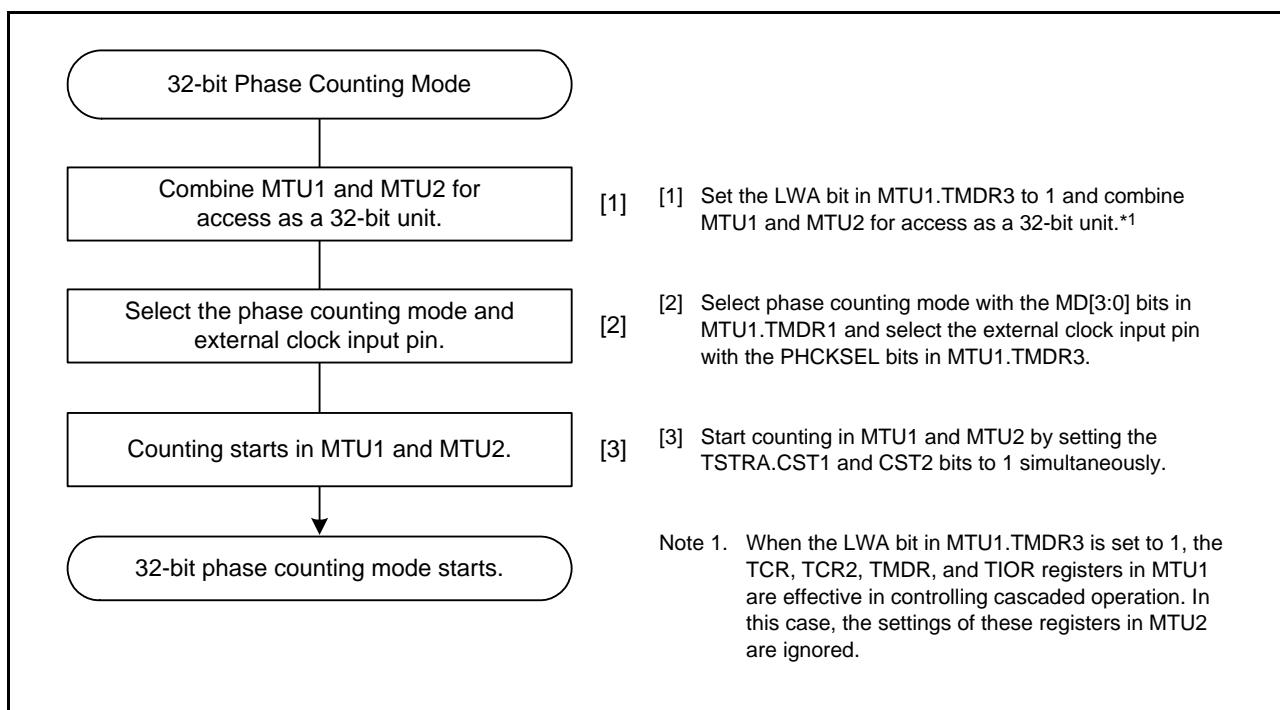 32-bit Phase Counting Mode
Combine MTU1 and MTU2 for
access as a 32-bit unit.
[1]
[1] Set the LWA bit in MTU1.TMDR3 to 1 and combine
MTU1 and MTU2 for access as a 32-bit unit.*1
Select the phase counting mode and
external clock input pin.
[2]
[2] Select phase counting mode with the MD[3:0] bits in
MTU1.TMDR1 and select the external clock input pin
with the PHCKSEL bits in MTU1.TMDR3.
Counting starts in MTU1 and MTU2.
[3]
[3] Start counting in MTU1 and MTU2 by setting the
TSTRA.CST1 and CST2 bits to 1 simultaneously.
32-bit phase counting mode starts.
Note 1. When the LWA bit in MTU1.TMDR3 is set to 1, the
TCR, TCR2, TMDR, and TIOR registers in MTU1
are effective in controlling cascaded operation. In
this case, the settings of these registers in MTU2
are ignored.